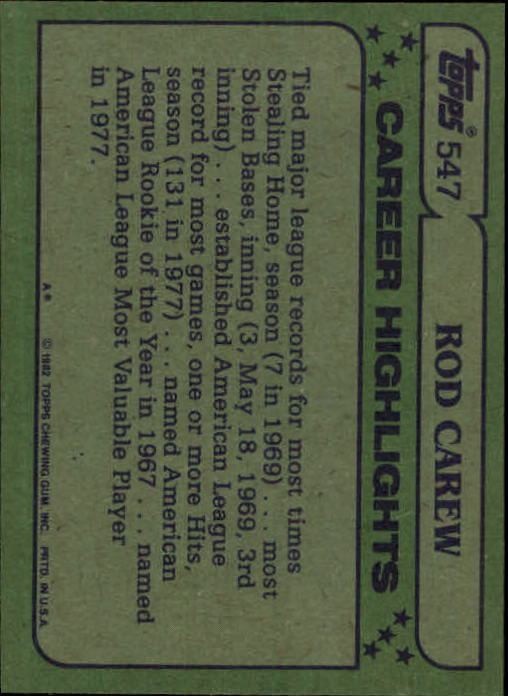 topps® 547
ROD CAREW
CAREER HIGHLIGHTS
Tied major league records for most times
Stealing Home, season (7 in 1969) . . . most
Stolen Bases, inning (3, May 18, 1969, 3rd
inning) . . . established American League
record for most games, one or more Hits,
season (131 in 1977) . . . named American
League Rookie of the Year in 1967 . . . named
American League Most Valuable Player
in 1977.
A* © 1982 TOPPS CHEWING GUM, INC. PRTD. IN U.S.A.